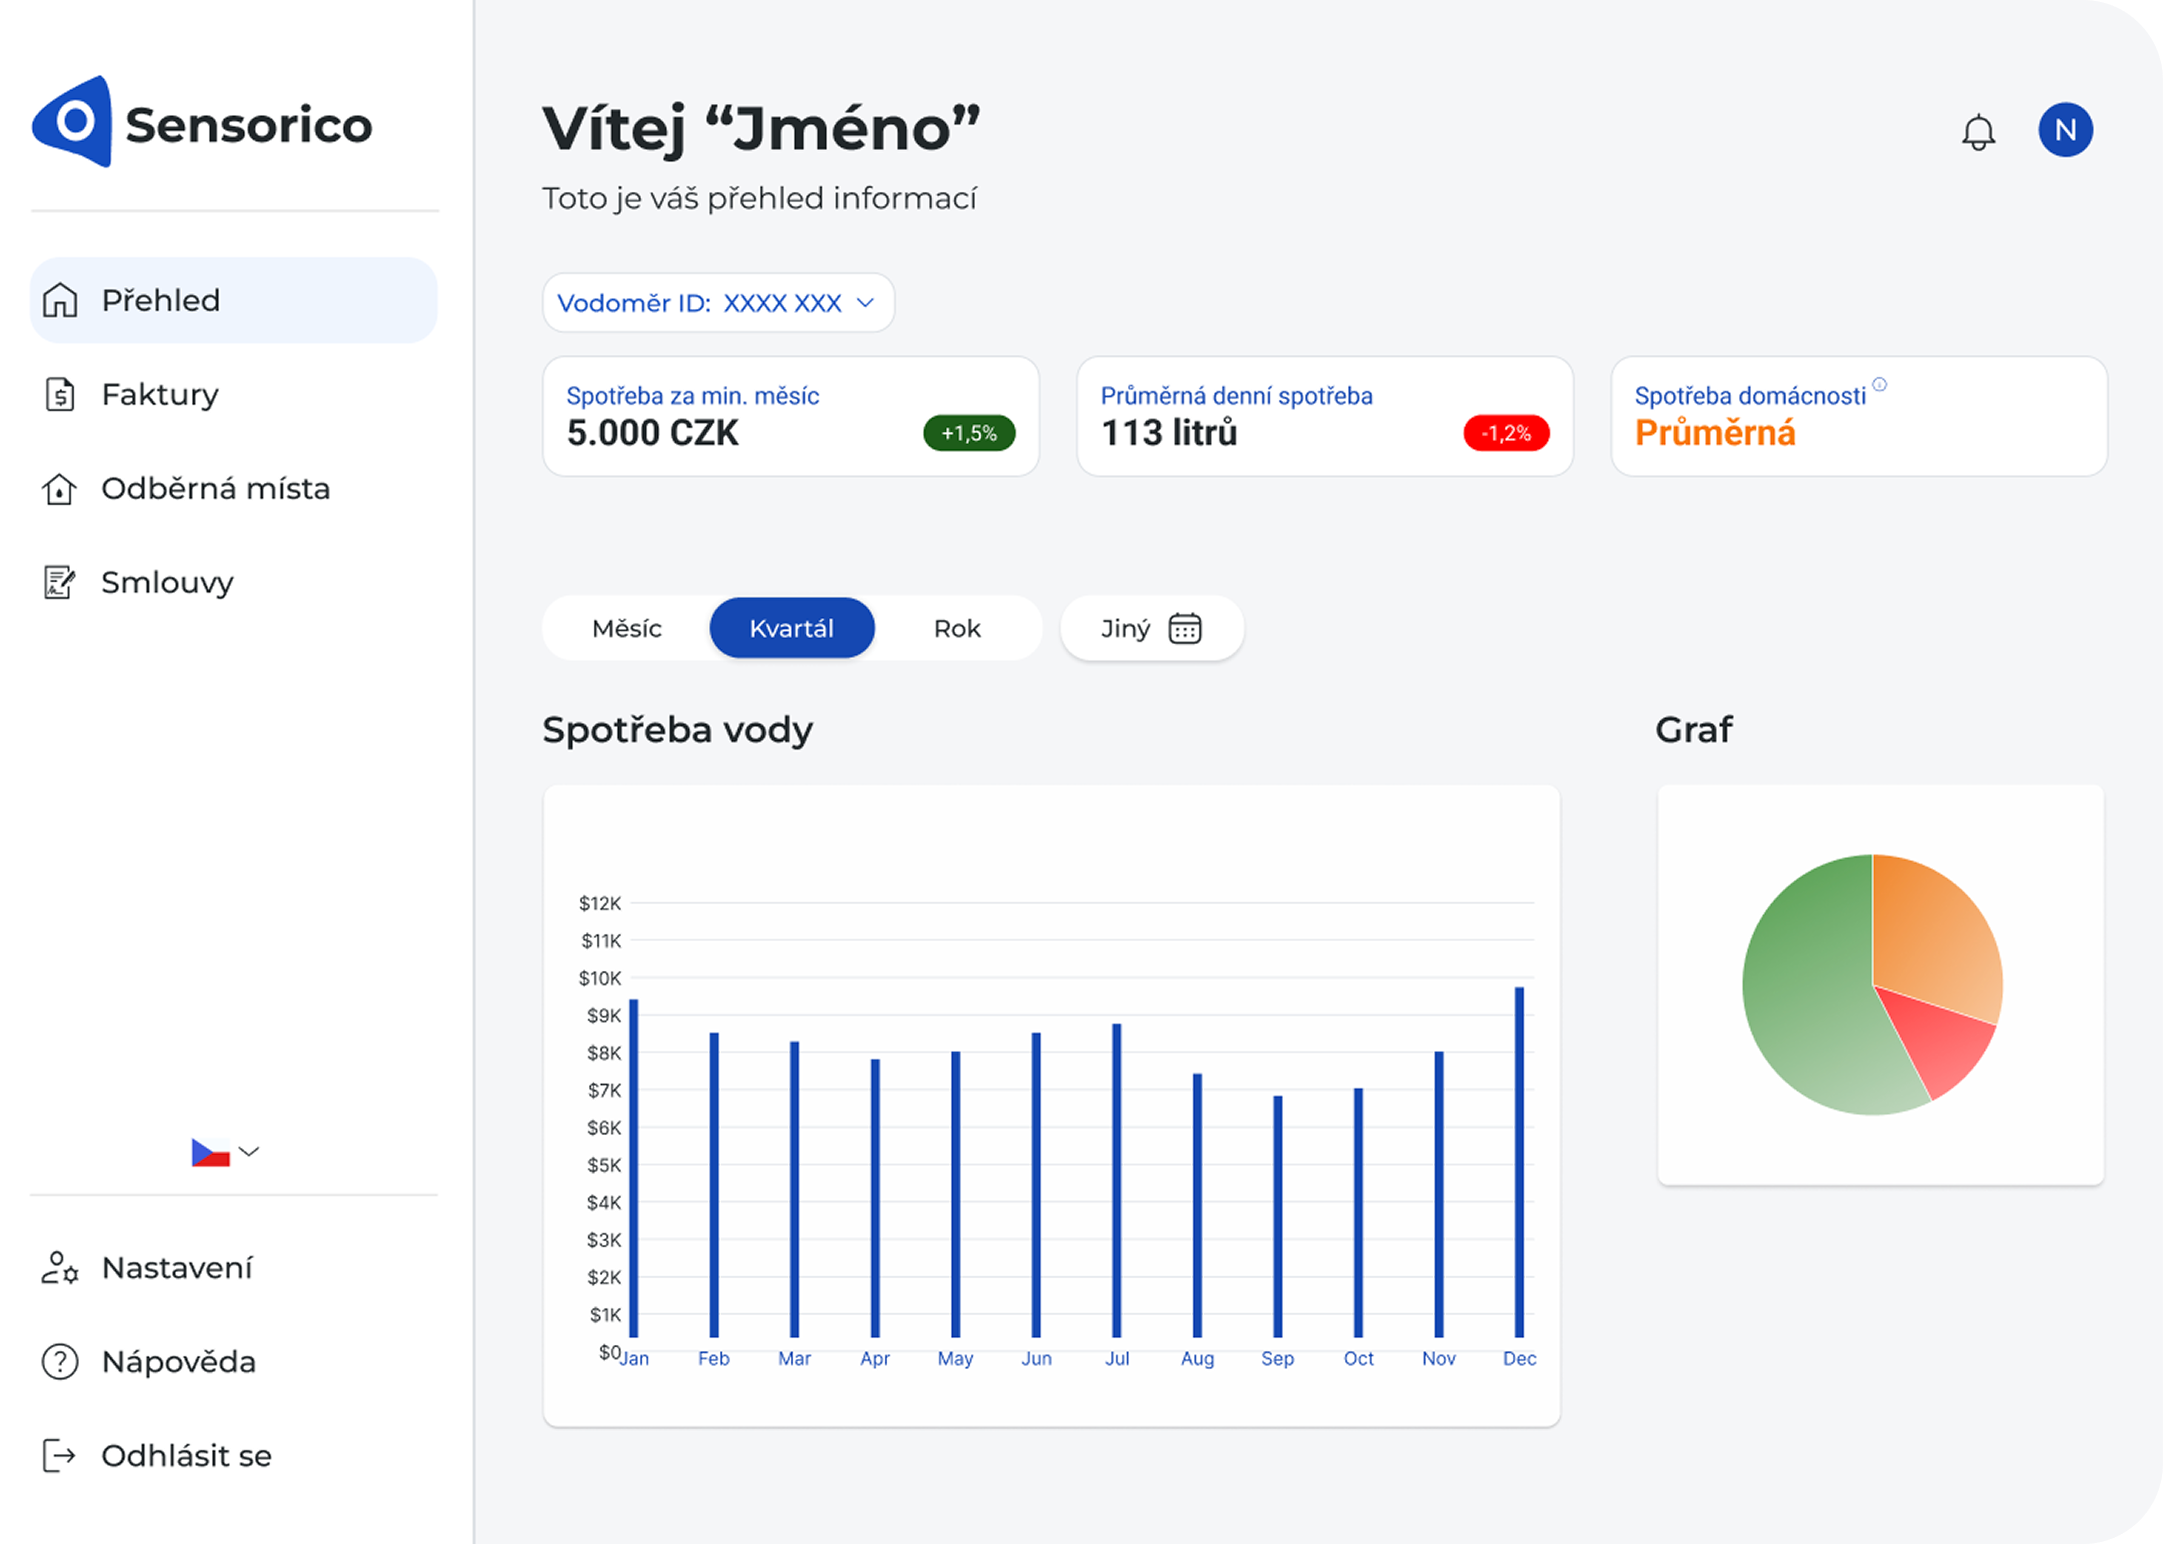 Sensorico
Přehled
Faktury
Odběrná místa
Smlouvy
Nastavení
Nápověda
Odhlásit se
Vítej “Jméno”
Toto je váš přehled informací
N
Vodoměr ID: XXXX XXX
Spotřeba za min. měsíc
5.000 CZK
+1,5%
Průměrná denní spotřeba
113 litrů
-1,2%
Spotřeba domácnosti
Průměrná
Měsíc Kvartál Rok Jiný
Spotřeba vody
$12K
$11K
$10K
$9K
$8K
$7K
$6K
$5K
$4K
$3K
$2K
$1K
$0
Jan Feb Mar Apr May Jun Jul Aug Sep Oct Nov Dec
Graf